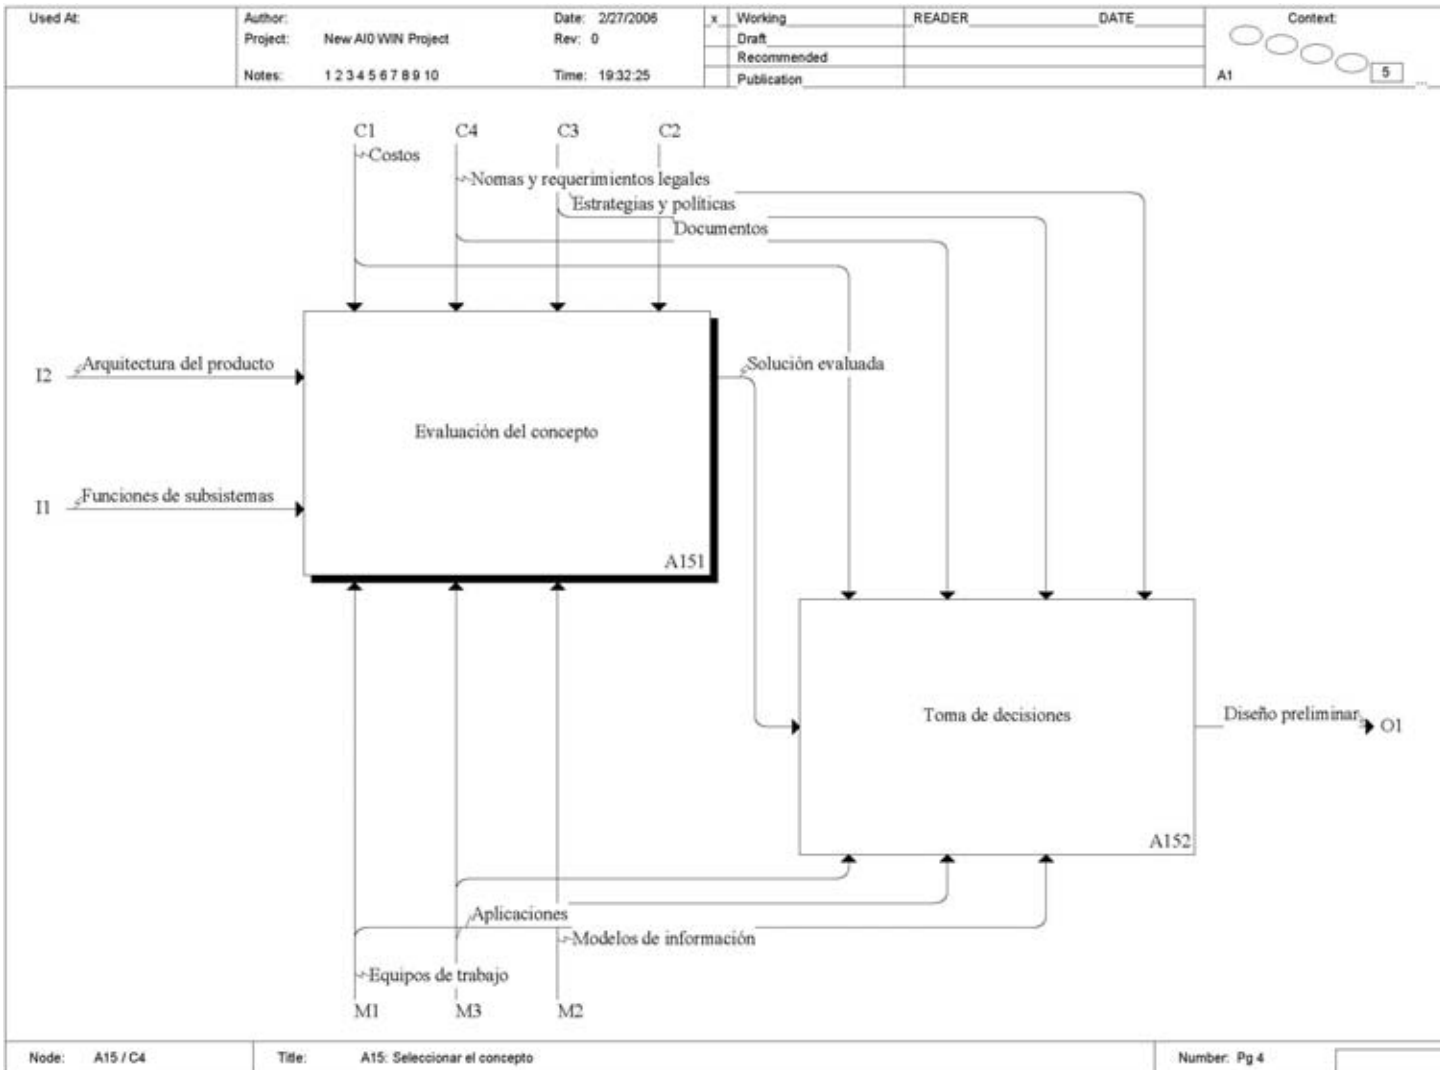 Used At:
Author:
Date: 2/27/2006
x Working
READER
DATE
Context:
Project: New AI0 WIN Project
Rev: 0
Draft
Recommended
Notes: 1 2 3 4 5 6 7 8 9 10
Time: 19:32:25
Publication
A1
5
...
C1
C4
C3
C2
Costos
Nomas y requerimientos legales
Estrategias y políticas
Documentos
I2
Arquitectura del producto
Solución evaluada
Evaluación del concepto
I1
Funciones de subsistemas
A151
Toma de decisiones
Diseño preliminar
O1
A152
Aplicaciones
Modelos de información
Equipos de trabajo
M1
M3
M2
Node: A15 / C4
Title: A15: Seleccionar el concepto
Number: Pg 4